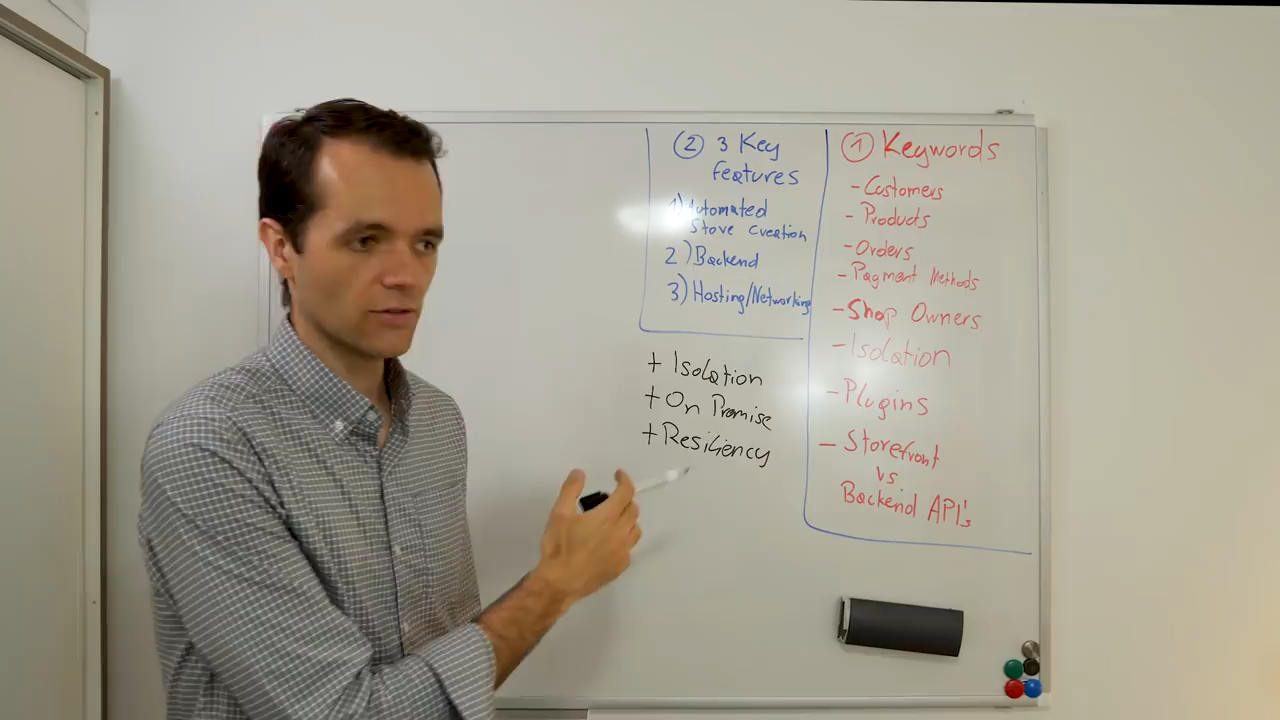 ② 3 Key
Features
1) Automated
Store Creation
2) Backend
3) Hosting/Networking
+ Isolation
+ On Promise
+ Resiliency
① Keywords
- Customers
- Products
- Orders
- Payment Methods
- Shop Owners
- Isolation
- Plugins
- Storefront
vs
Backend API's